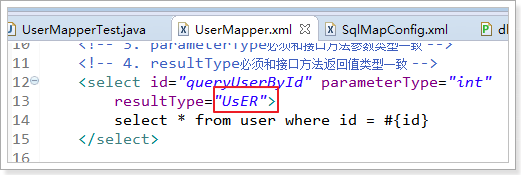 UserMapperTest.java UserMapper.xml SqlMapConfig.xml
10 <!-- 3. parameterType必须和接口方法参数类型一致 -->
11 <!-- 4. resultType必须和接口方法返回值类型一致 -->
12 <select id="queryUserById" parameterType="int"
13 resultType="UsER">
14 select * from user where id = #{id}
15 </select>